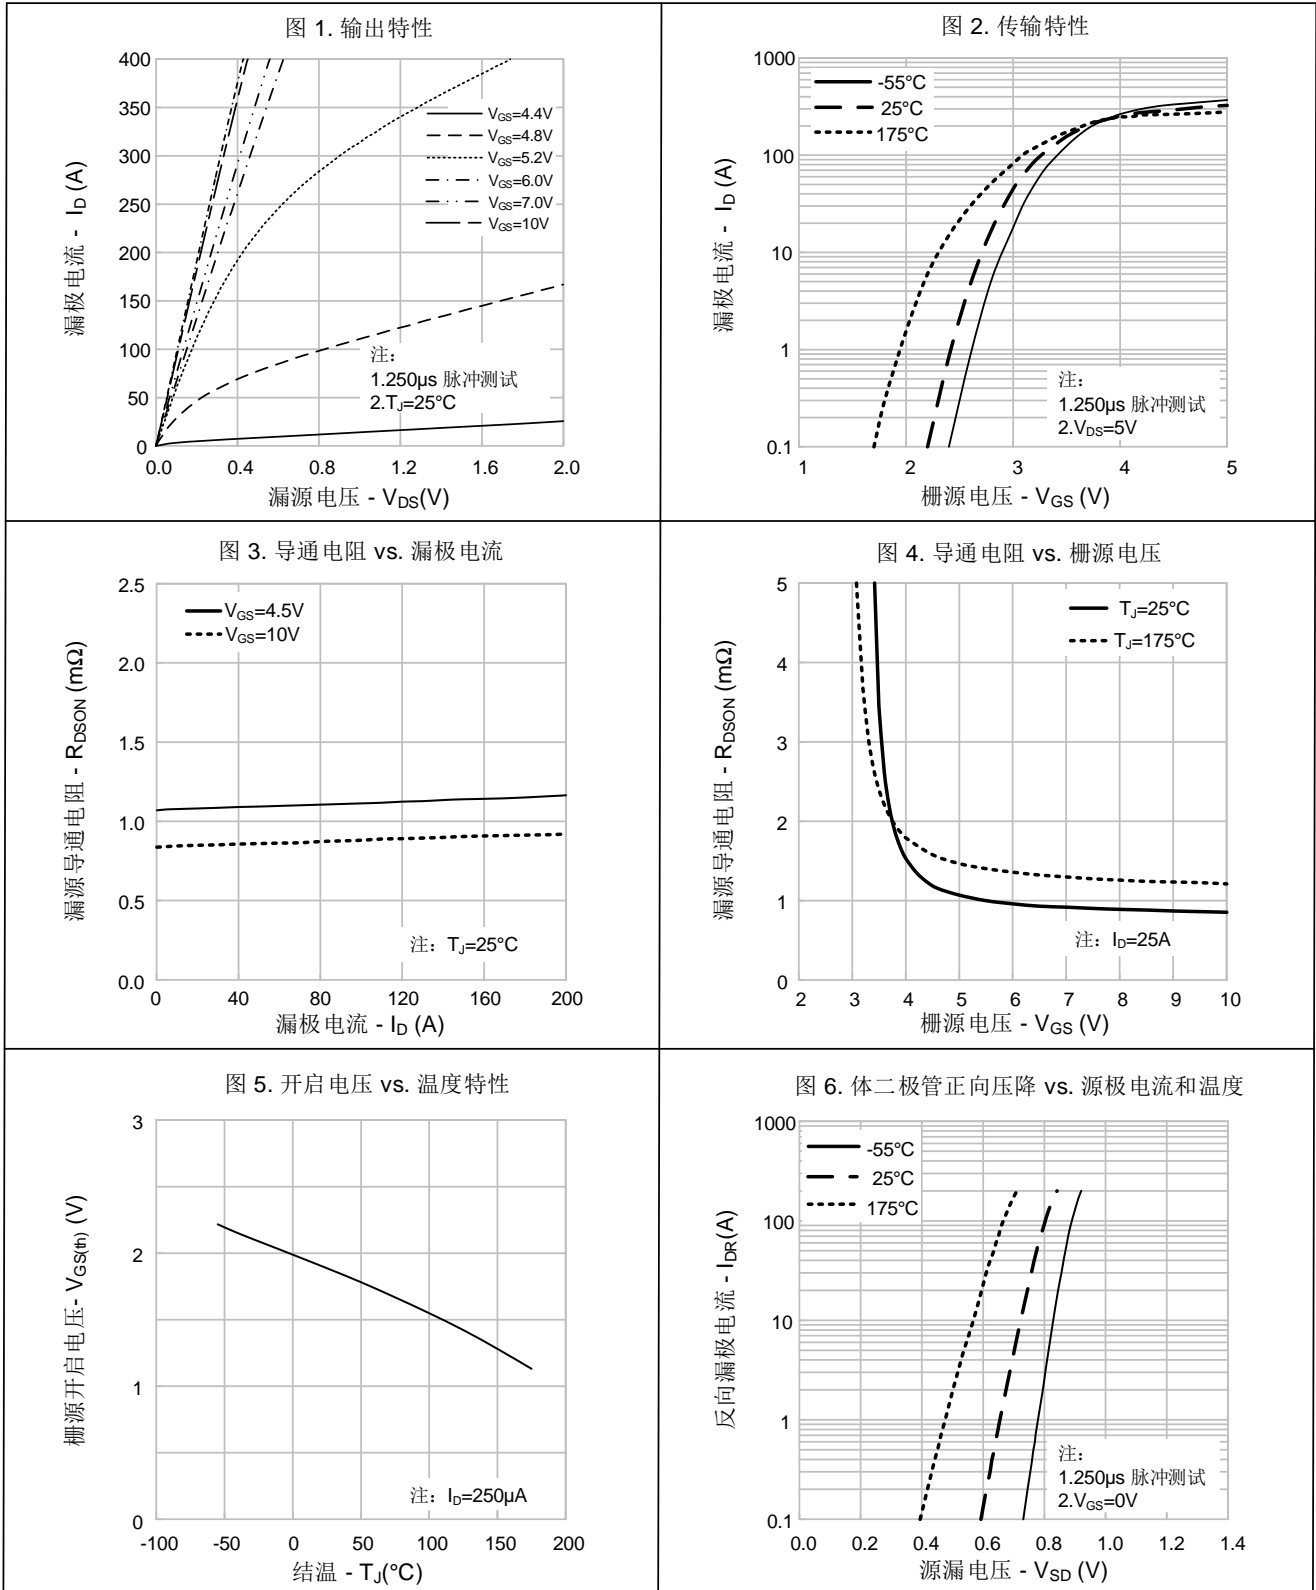 图 1. 输出特性
漏极电流 - ID (A)
400
350
300
250
200
150
100
50
0
VGS=4.4V
VGS=4.8V
VGS=5.2V
VGS=6.0V
VGS=7.0V
VGS=10V
注：
1.250µs 脉冲测试
2.TJ=25°C
0.0 0.4 0.8 1.2 1.6 2.0
漏源电压 - VDS(V)
图 2. 传输特性
漏极电流 - ID (A)
1000
100
10
1
0.1
-55°C
25°C
175°C
注：
1.250µs 脉冲测试
2.VDS=5V
1 2 3 4 5
栅源电压 - VGS (V)
图 3. 导通电阻 vs. 漏极电流
漏源导通电阻 - RDSON (mΩ)
2.5
2.0
1.5
1.0
0.5
0.0
VGS=4.5V
VGS=10V
注：TJ=25°C
0 40 80 120 160 200
漏极电流 - ID (A)
图 4. 导通电阻 vs. 栅源电压
漏源导通电阻 - RDSON (mΩ)
5
4
3
2
1
0
TJ=25°C
TJ=175°C
注：ID=25A
2 3 4 5 6 7 8 9 10
栅源电压 - VGS (V)
图 5. 开启电压 vs. 温度特性
栅源开启电压- VGS(th) (V)
3
2
1
0
注：ID=250µA
-100 -50 0 50 100 150 200
结温 - TJ(°C)
图 6. 体二极管正向压降 vs. 源极电流和温度
反向漏极电流 - IDR(A)
1000
100
10
1
0.1
-55°C
25°C
175°C
注：
1.250µs 脉冲测试
2.VGS=0V
0.0 0.2 0.4 0.6 0.8 1.0 1.2 1.4
源漏电压 - VSD (V)